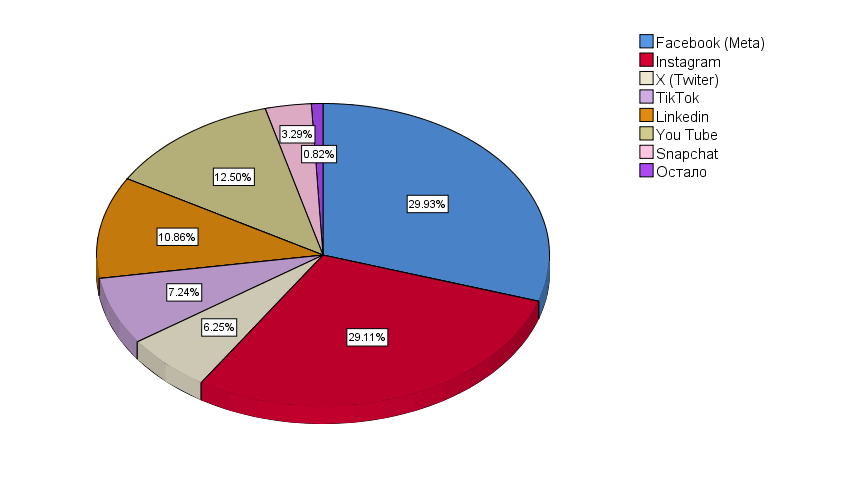 Facebook (Meta)
Instagram
X (Twiter)
TikTok
Linkedin
You Tube
Snapchat
Остало
3.29%
0.82%
12.50%
29.93%
10.86%
7.24%
6.25%
29.11%